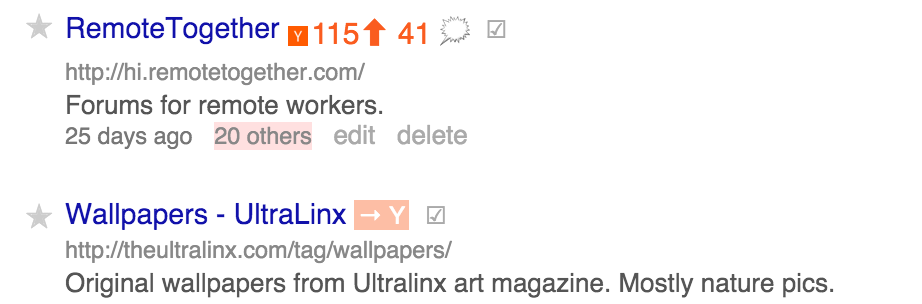 RemoteTogether Y 115 41
http://hi.remotetogether.com/
Forums for remote workers.
25 days ago 20 others edit delete
Wallpapers - UltraLinx → Y
http://theultralinx.com/tag/wallpapers/
Original wallpapers from Ultralinx art magazine. Mostly nature pics.